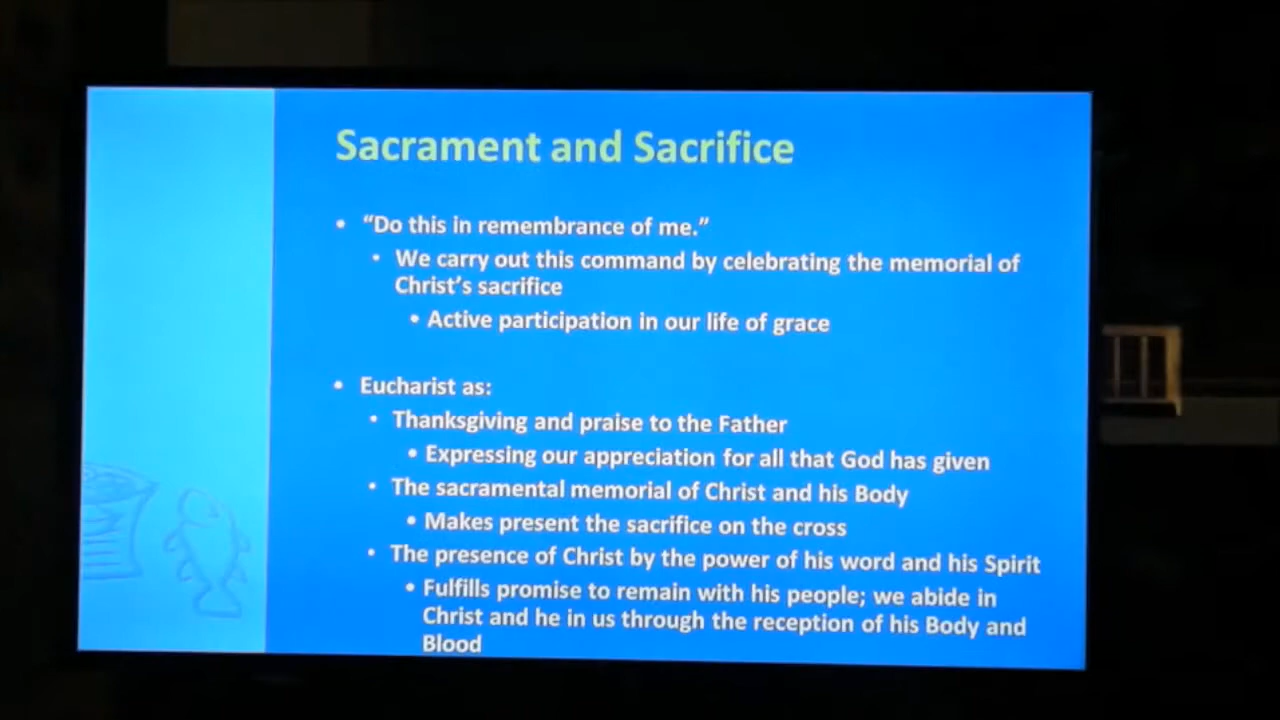 Sacrament and Sacrifice
• “Do this in remembrance of me.”
• We carry out this command by celebrating the memorial of
Christ’s sacrifice
• Active participation in our life of grace
• Eucharist as:
• Thanksgiving and praise to the Father
• Expressing our appreciation for all that God has given
• The sacramental memorial of Christ and his Body
• Makes present the sacrifice on the cross
• The presence of Christ by the power of his word and his Spirit
• Fulfills promise to remain with his people; we abide in
Christ and he in us through the reception of his Body and
Blood